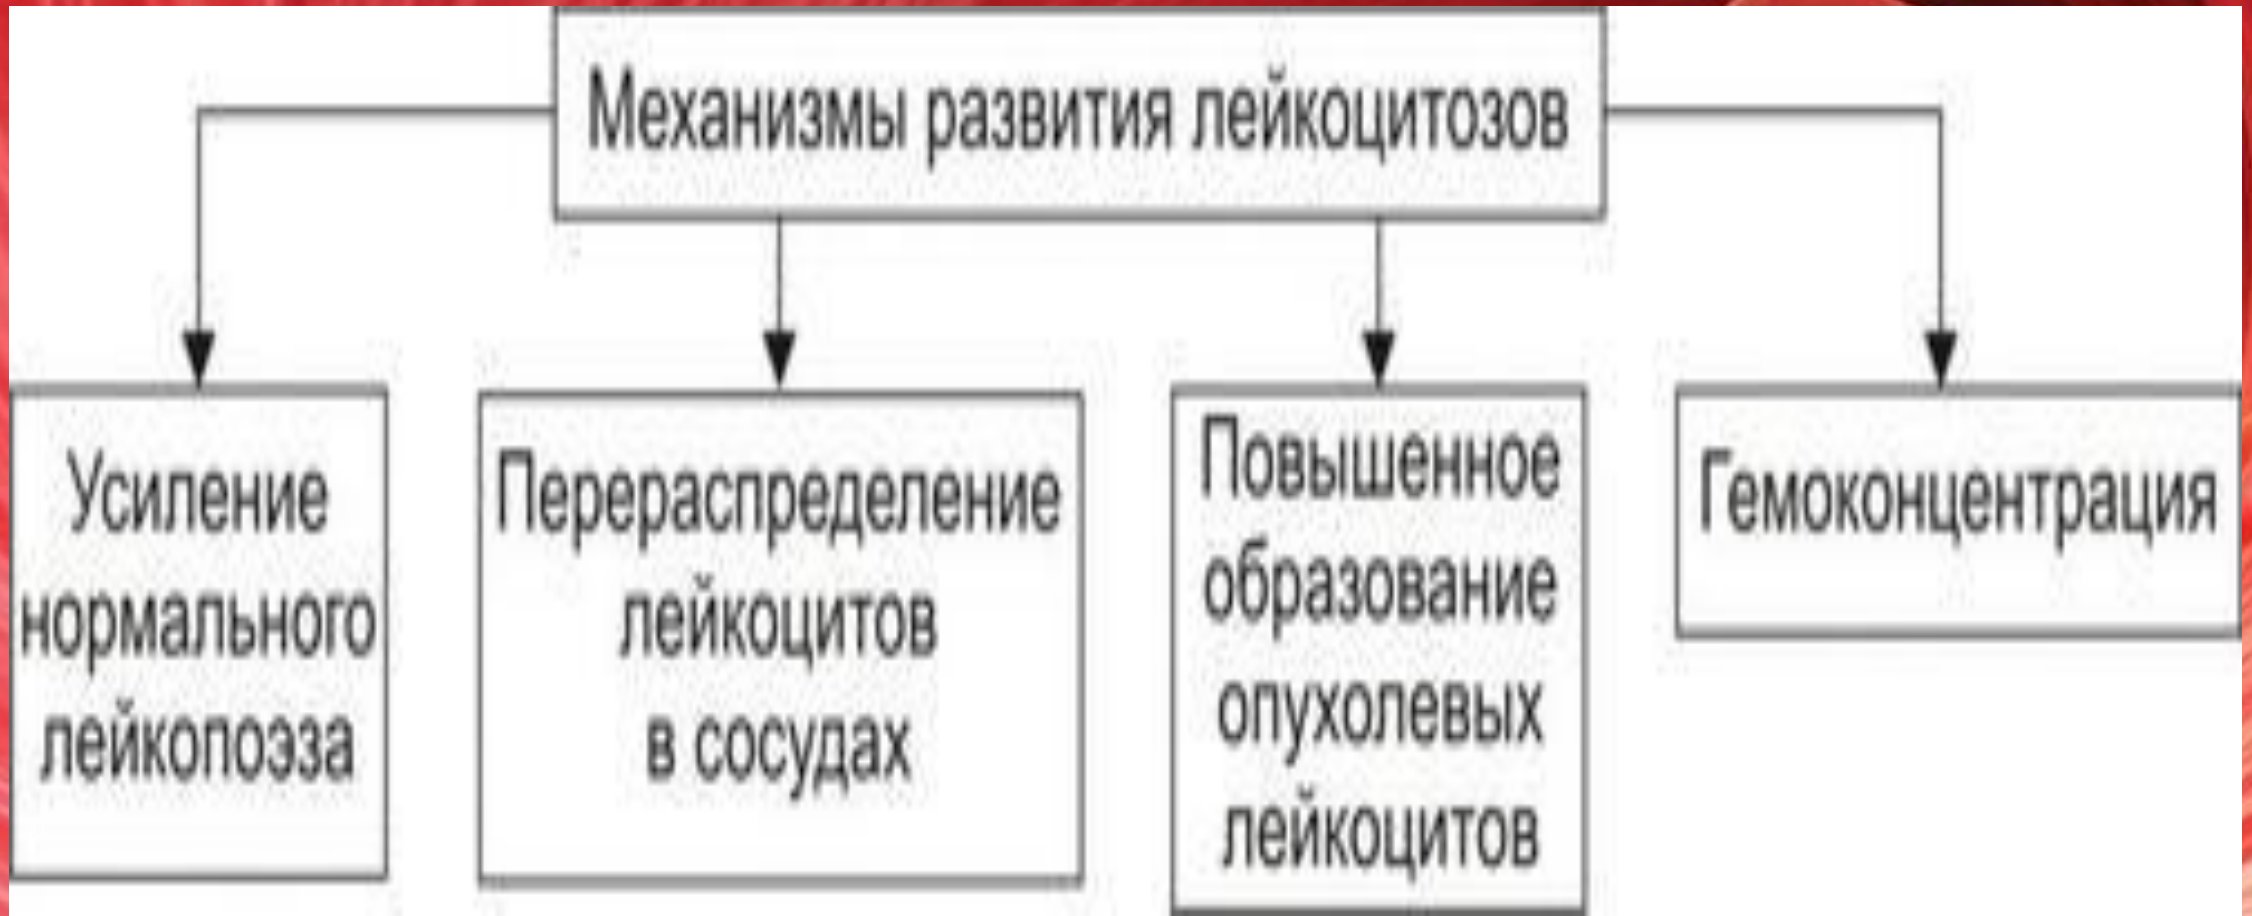 Механизмы развития лейкоцитозов
Усиление
нормального
лейкопоэза
Перераспределение
лейкоцитов
в сосудах
Повышенное
образование
опухолевых
лейкоцитов
Гемоконцентрация